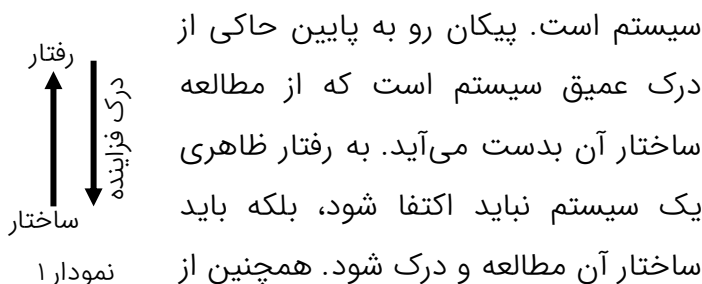 سیستم است. پیکان رو به پایین حاکی از
درک عمیق سیستم است که از مطالعه
ساختار آن بدست می‌آید. به رفتار ظاهری
یک سیستم نباید اکتفا شود، بلکه باید
ساختار آن مطالعه و درک شود. همچنین از
رفتار
درک فزاینده
ساختار
نمودار ۱